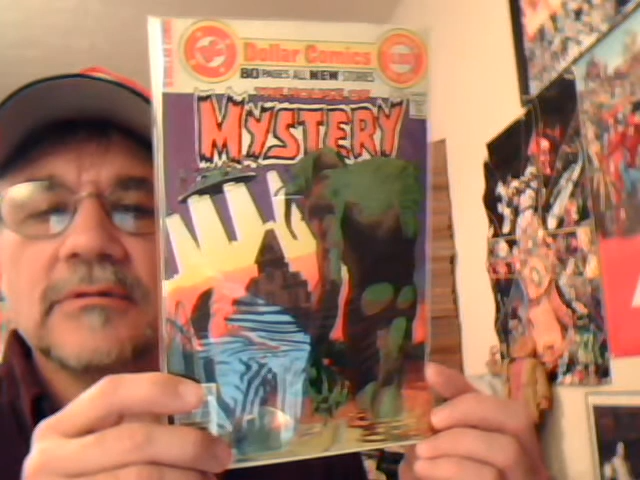 DC
Dollar Comics
80 PAGES ALL NEW STORIES
THE HOUSE OF
MYSTERY